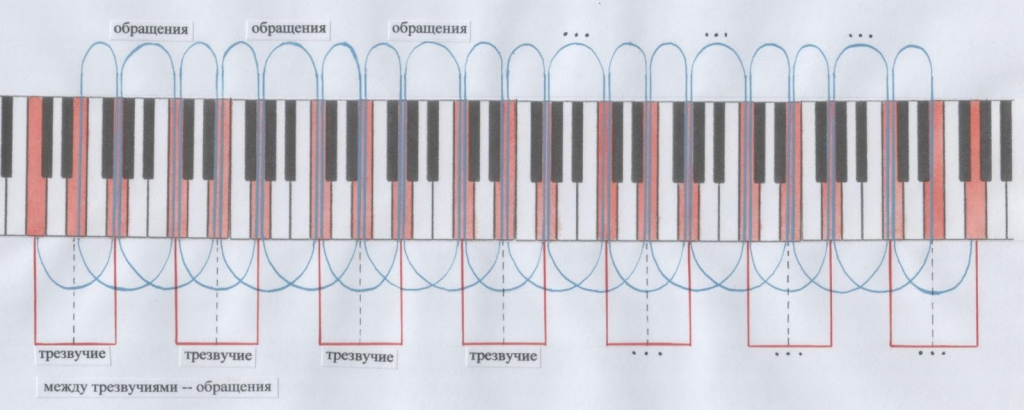 обращения обращения обращения ... ... ...
трезвучие трезвучие трезвучие трезвучие ... ... ...
между трезвучиями -- обращения